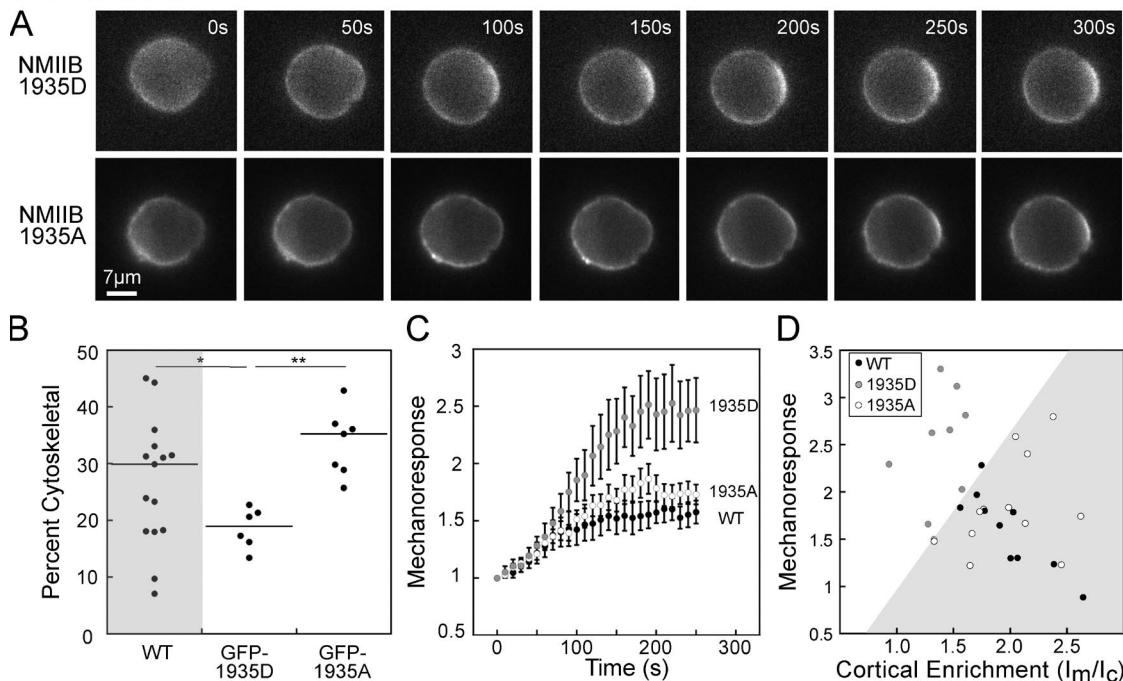 A
0s 50s 100s 150s 200s 250s 300s
NMIIB
1935D
NMIIB
1935A
7µm
B
Percent Cytoskeletal
50
40
30
20
10
0
* **
WT GFP-1935D GFP-1935A
C
Mechanoresponse
3
2.5
2
1.5
1
0.5
1935D
1935A
WT
0 100 200 300
Time (s)
D
Mechanoresponse
3.5
3
2.5
2
1.5
1
0.5
WT
1935D
1935A
1.0 1.5 2.0 2.5
Cortical Enrichment (Im/Ic)